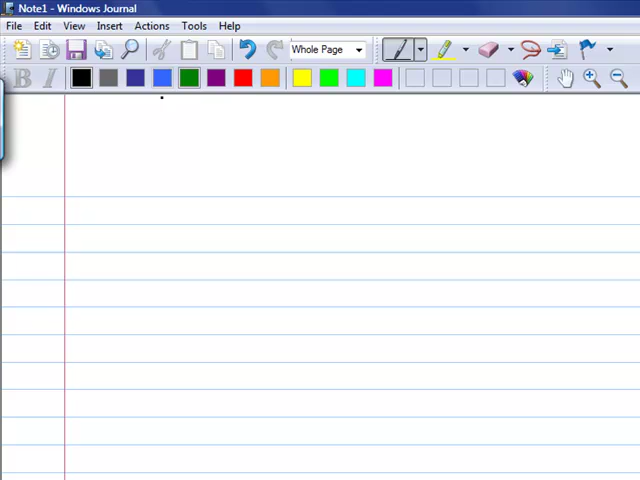 Note1 - Windows Journal
File Edit View Insert Actions Tools Help
Whole Page
B I